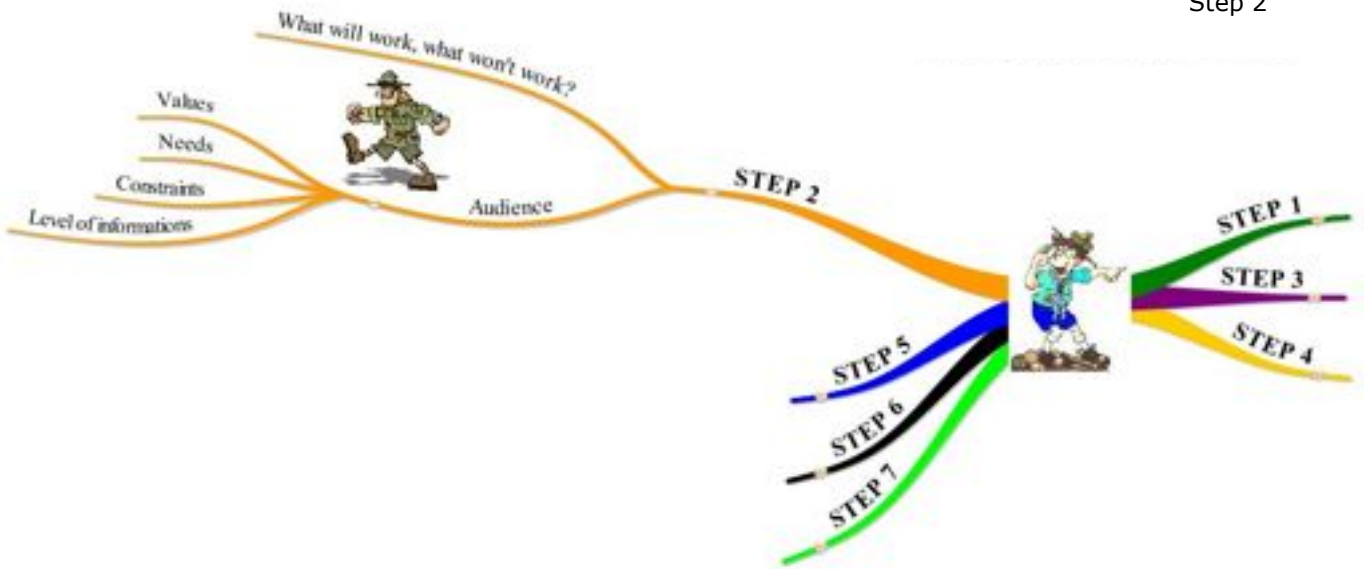 Step 2
What will work, what won't work?
Values
Needs
Constraints
Level of informations
Audience
STEP 2
STEP 1
STEP 3
STEP 4
STEP 5
STEP 6
STEP 7